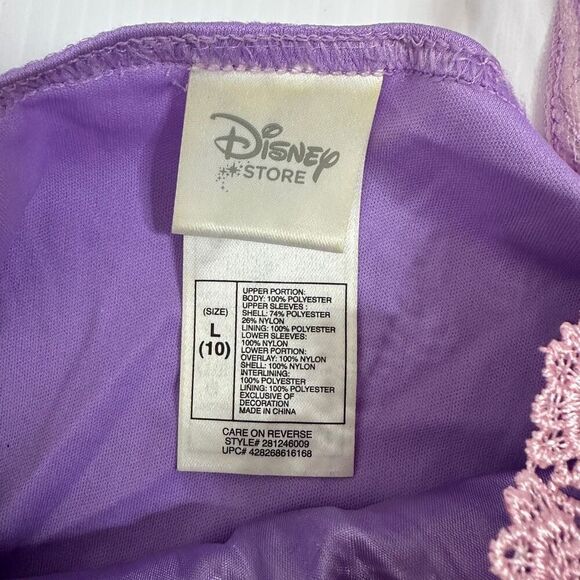 Disney
STORE
(SIZE)
L
(10)
UPPER PORTION:
BODY: 100% POLYESTER
UPPER SLEEVES :
SHELL: 74% POLYESTER
26% NYLON
LINING: 100% POLYESTER
LOWER SLEEVES:
100% NYLON
LOWER PORTION:
OVERLAY: 100% NYLON
SHELL: 100% NYLON
INTERLINING:
100% POLYESTER
LINING: 100% POLYESTER
EXCLUSIVE OF
DECORATION
MADE IN CHINA
CARE ON REVERSE
STYLE# 281246009
UPC# 428268616168